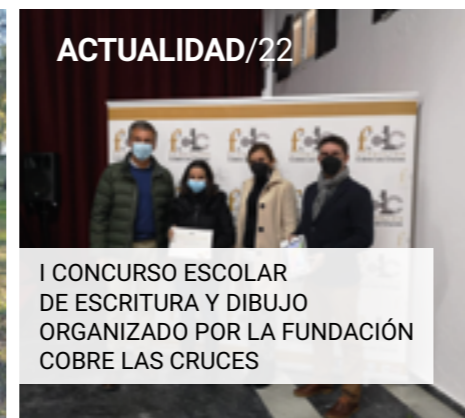 ACTUALIDAD/22
I CONCURSO ESCOLAR
DE ESCRITURA Y DIBUJO
ORGANIZADO POR LA FUNDACIÓN
COBRE LAS CRUCES